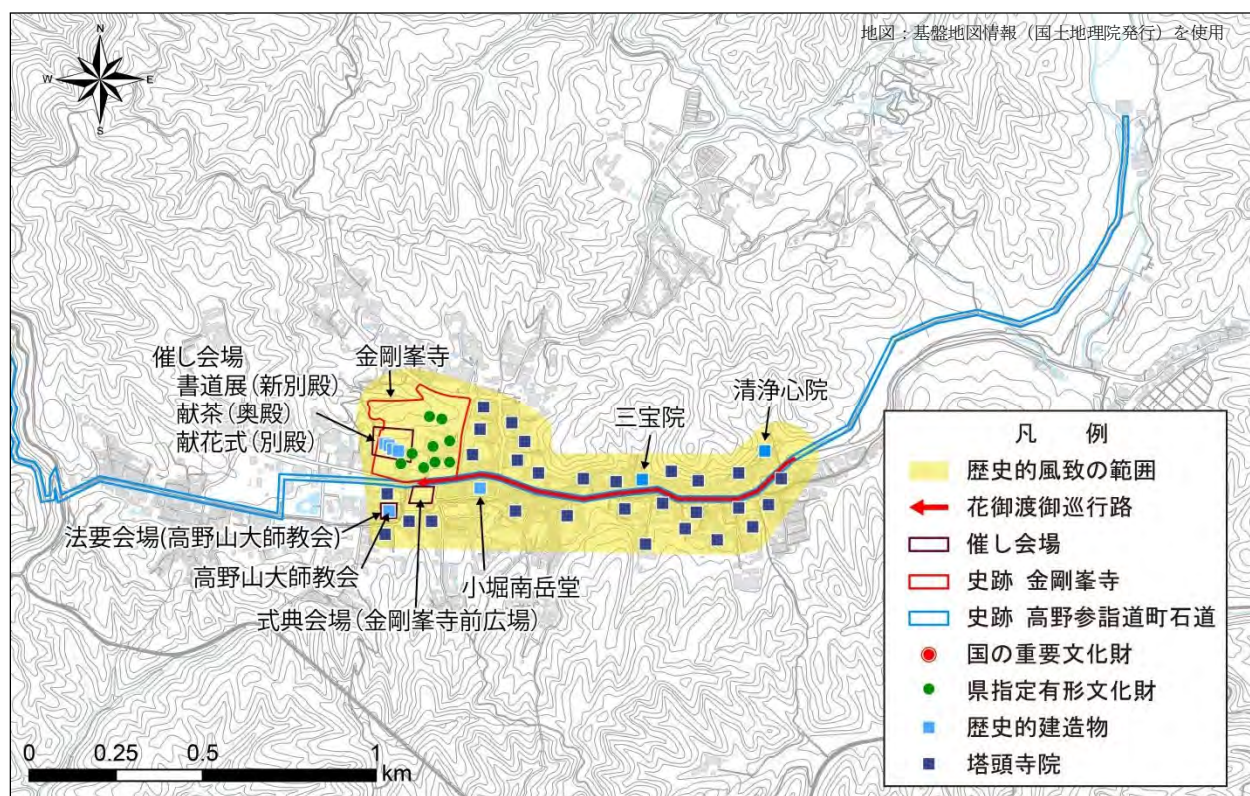 地図：基盤地図情報（国土地理院発行）を使用
N
W
E
S
催し会場
書道展（新別殿）
献茶（奥殿）
献花式（別殿）
金剛峯寺
三宝院
清浄心院
法要会場(高野山大師教会)
高野山大師教会
小堀南岳堂
式典会場（金剛峯寺前広場）
凡　例
歴史的風致の範囲
花御渡御巡行路
催し会場
史跡 金剛峯寺
史跡 高野参詣道町石道
国の重要文化財
県指定有形文化財
歴史的建造物
塔頭寺院
0 0.25 0.5 1
km